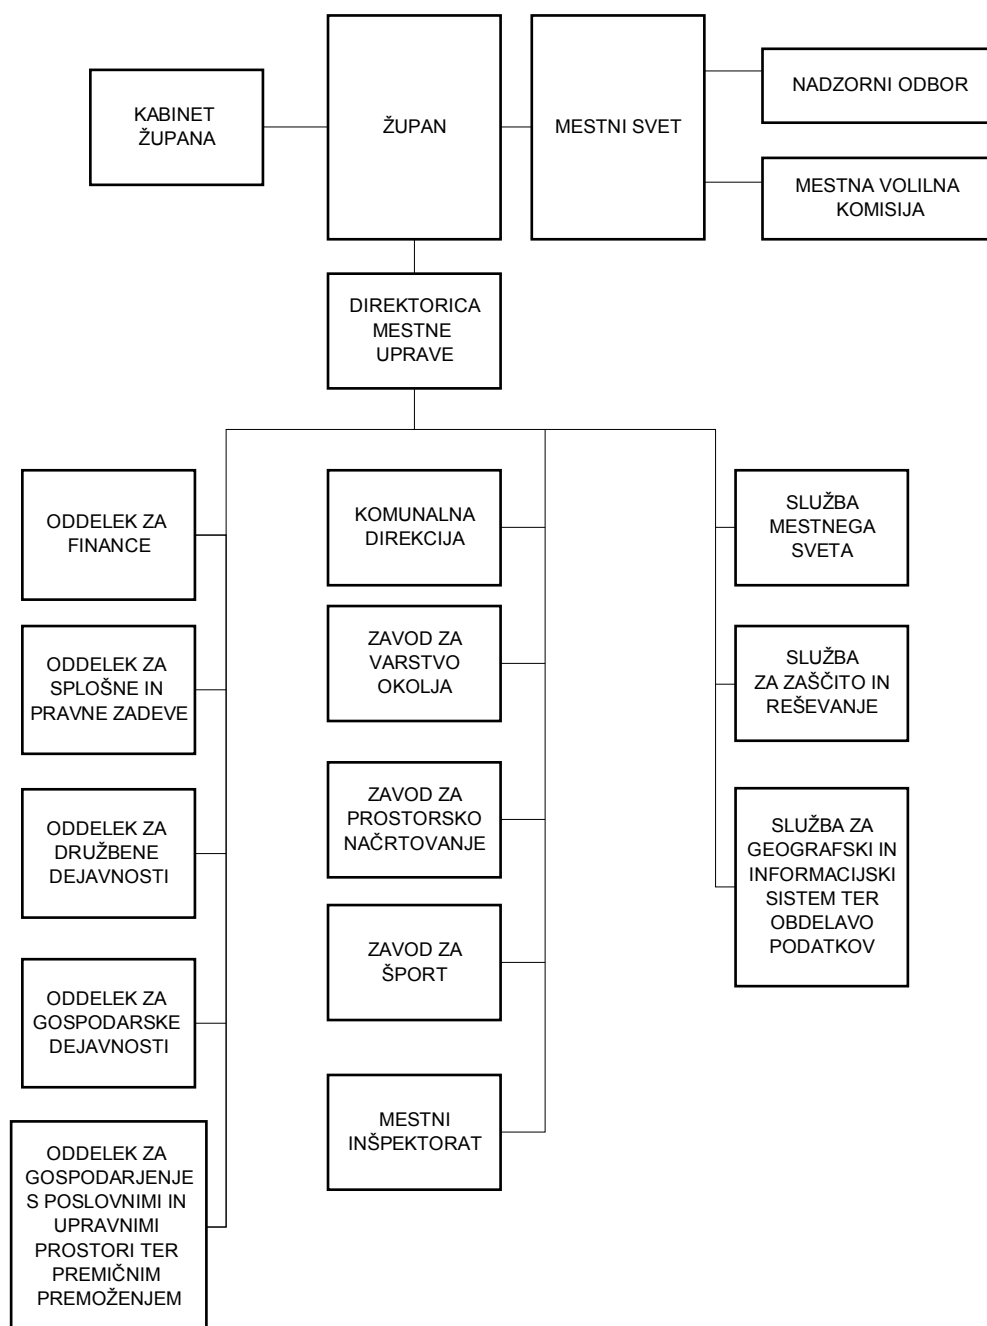 KABINET
ŽUPANA
ŽUPAN
MESTNI SVET
NADZORNI ODBOR
MESTNA VOLILNA
KOMISIJA
DIREKTORICA
MESTNE
UPRAVE
ODDELEK ZA
FINANCE
ODDELEK ZA
SPLOŠNE IN
PRAVNE ZADEVE
ODDELEK ZA
DRUŽBENE
DEJAVNOSTI
ODDELEK ZA
GOSPODARSKE
DEJAVNOSTI
ODDELEK ZA
GOSPODARJENJE
S POSLOVNIMI IN
UPRAVNIMI
PROSTORI TER
PREMIČNIM
PREMOŽENJEM
KOMUNALNA
DIREKCIJA
ZAVOD ZA
VARSTVO
OKOLJA
ZAVOD ZA
PROSTORSKO
NAČRTOVANJE
ZAVOD ZA
ŠPORT
MESTNI
INŠPEKTORAT
SLUŽBA
MESTNEGA
SVETA
SLUŽBA
ZA ZAŠČITO IN
REŠEVANJE
SLUŽBA ZA
GEOGRAFSKI IN
INFORMACIJSKI
SISTEM TER
OBDELAVO
PODATKOV